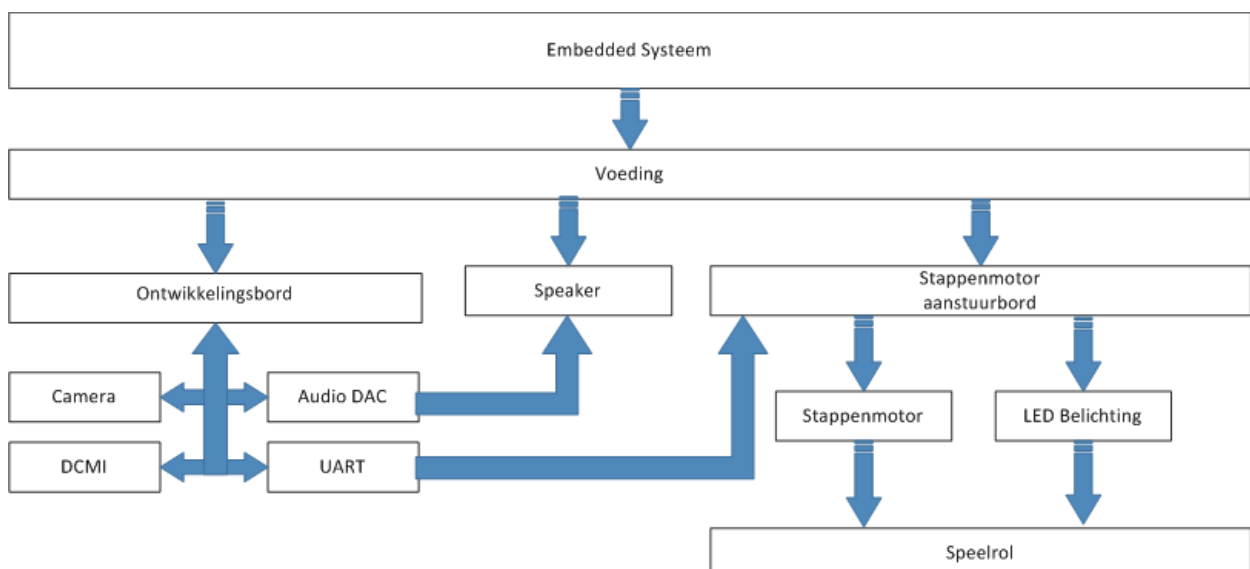 Embedded Systeem
Voeding
Ontwikkelingsbord
Speaker
Stappenmotor
aanstuurbord
Camera
Audio DAC
Stappenmotor
LED Belichting
DCMI
UART
Speelrol